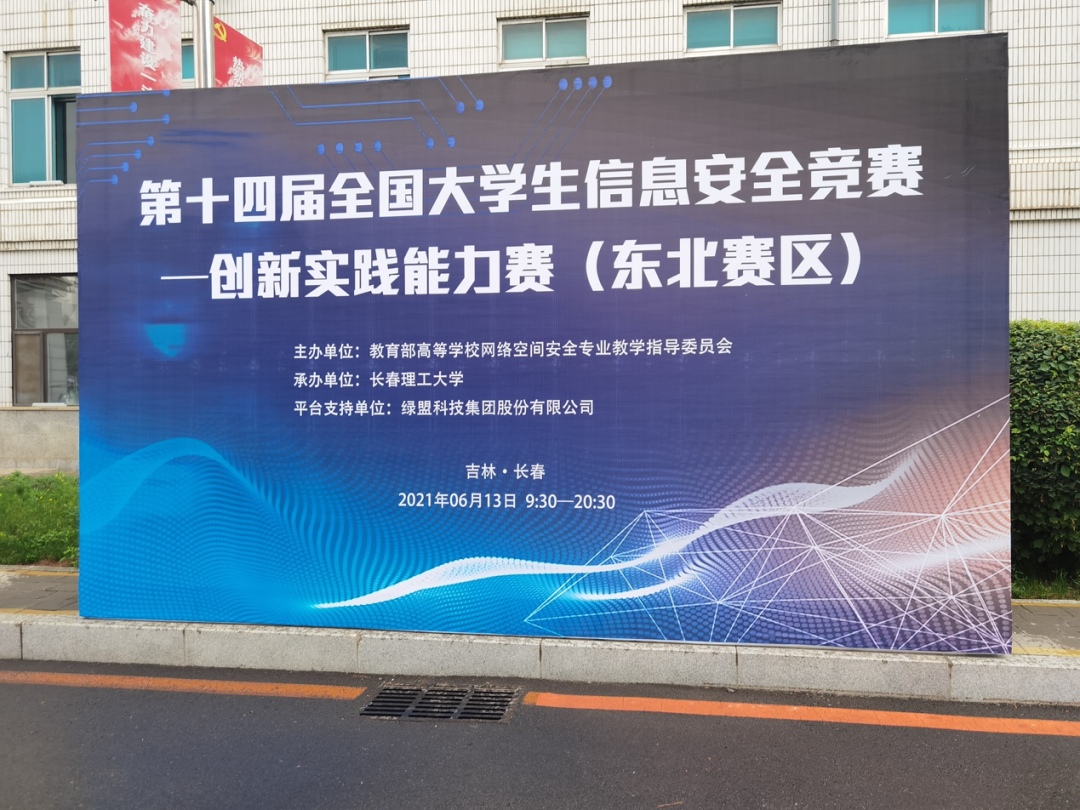 第十四届全国大学生信息安全竞赛
—创新实践能力赛（东北赛区）
主办单位：教育部高等学校网络空间安全专业教学指导委员会
承办单位：长春理工大学
平台支持单位：绿盟科技集团股份有限公司
吉林·长春
2021年06月13日 9:30—20:30